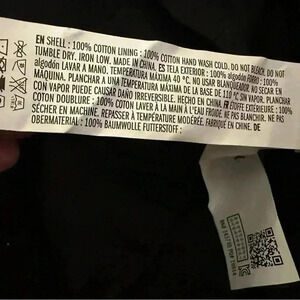 EN SHELL : 100% COTTON LINING : 100% COTTON HAND WASH COLD. DO NOT BLEACH. DO NOT
TUMBLE DRY. IRON LOW. MADE IN CHINA. ES TELA EXTERIOR : 100% algodón FORRO : 100%
algodón LAVAR A MANO. TEMPERATURA MÁXIMA 40 °C. NO USAR BLANQUEADOR. NO SECAR EN
MÁQUINA. PLANCHAR A UNA TEMPERATURA MÁXIMA DE LA BASE DE 110 °C SIN VAPOR. PLANCHAR
CON VAPOR PUEDE CAUSAR DAÑO IRREVERSIBLE. HECHO EN CHINA. FR ÉTOFFE EXTÉRIEURE : 100%
COTON DOUBLURE : 100% COTON LAVER À LA MAIN À L'EAU FROIDE. NE PAS BLANCHIR. NE PAS
SÉCHER EN MACHINE. REPASSER À TEMPÉRATURE MODÉRÉE. FABRIQUÉ EN CHINE. DE
OBERMATERIAL : 100% BAUMWOLLE FUTTERSTOFF :